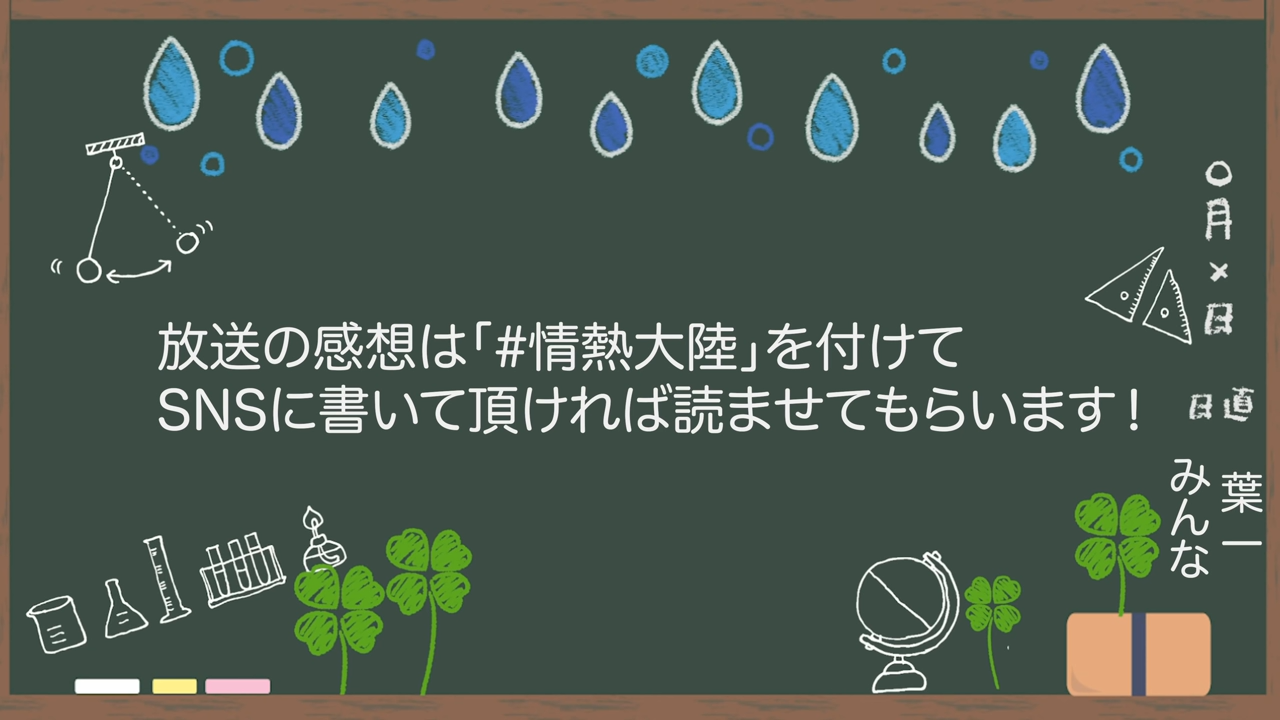 放送の感想は「#情熱大陸」を付けて
SNSに書いて頂ければ読ませてもらいます！
〇月×日
日直
葉一
みんな